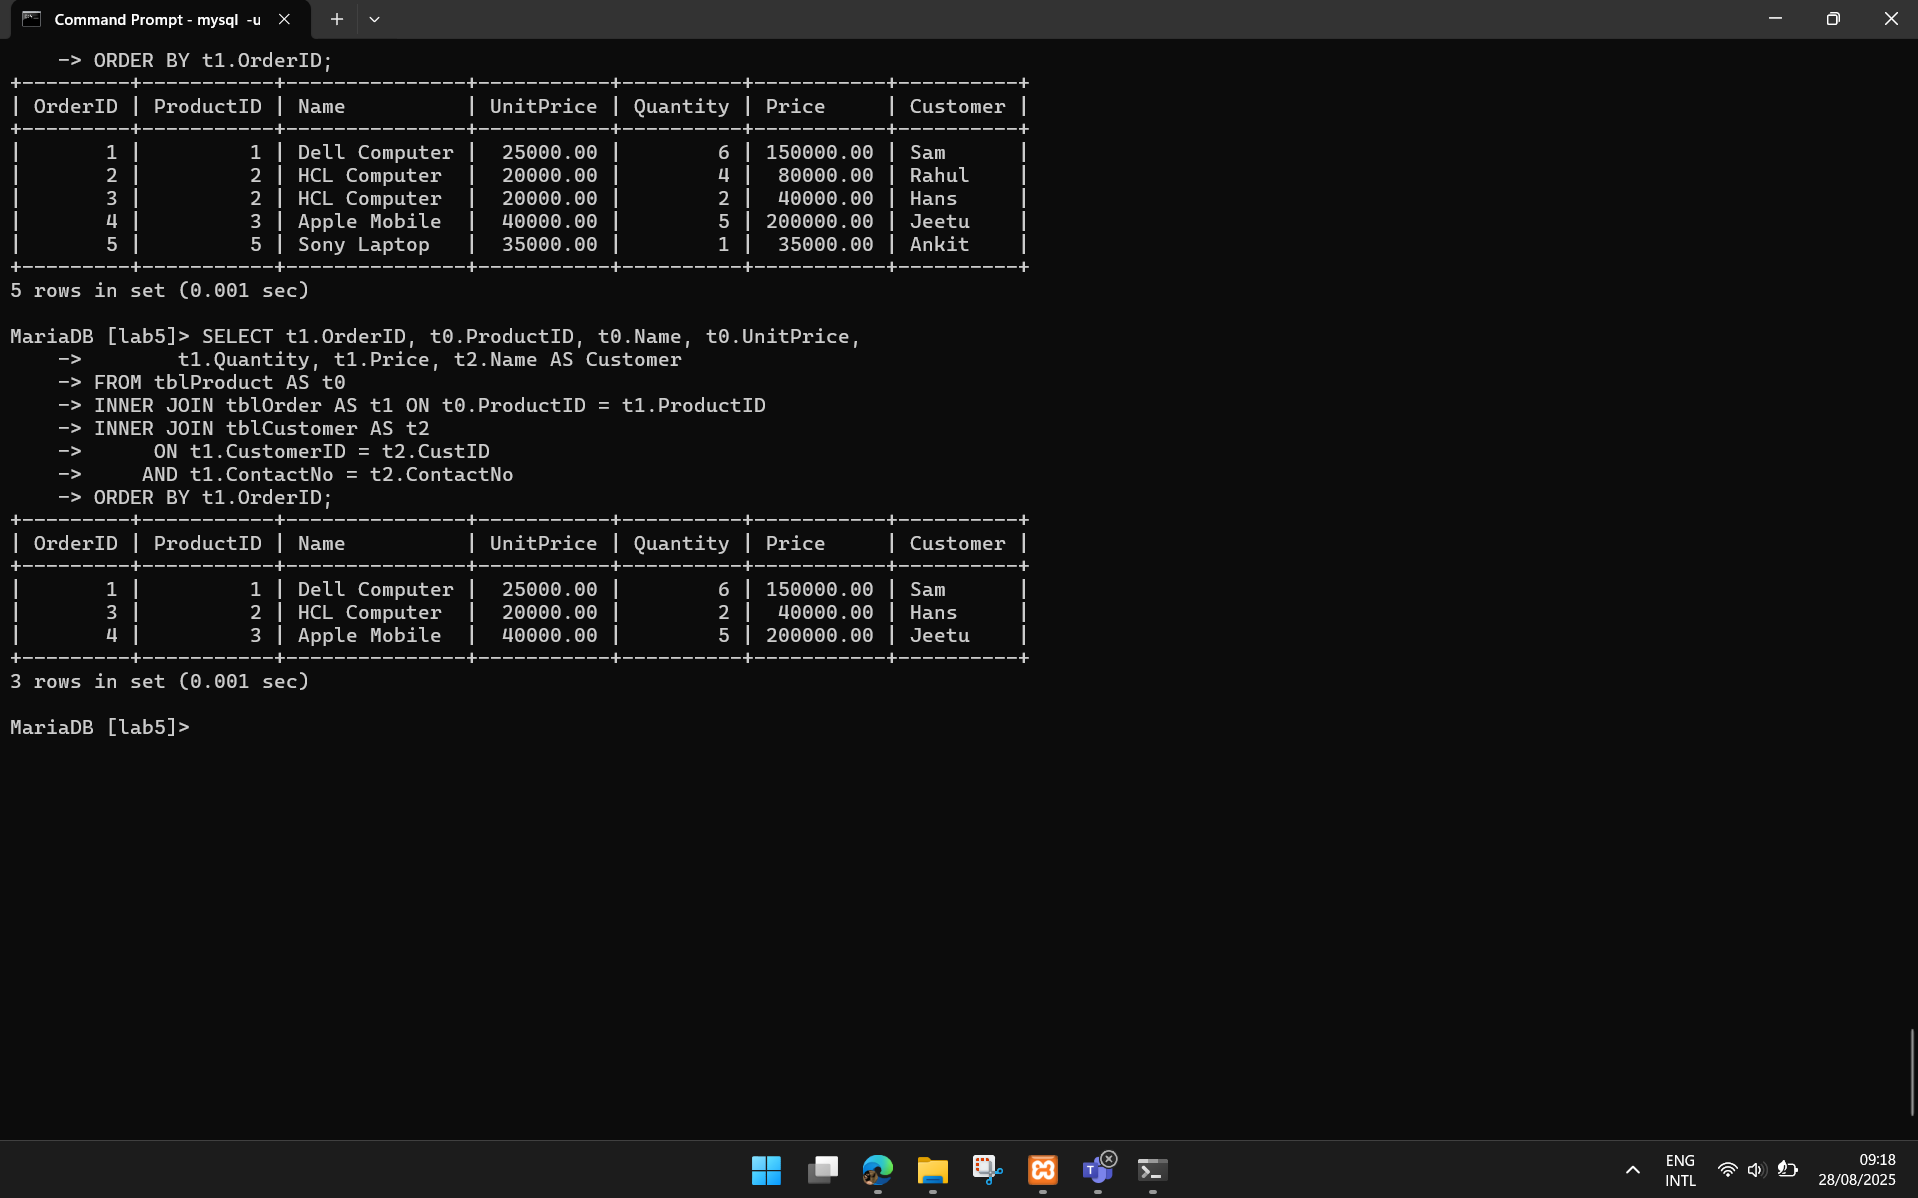 Command Prompt - mysql -u
    -> ORDER BY t1.OrderID;
+---------+-----------+---------------+-----------+----------+-----------+----------+
| OrderID | ProductID | Name          | UnitPrice | Quantity | Price     | Customer |
+---------+-----------+---------------+-----------+----------+-----------+----------+
|       1 |         1 | Dell Computer |  25000.00 |        6 | 150000.00 | Sam      |
|       2 |         2 | HCL Computer  |  20000.00 |        4 |  80000.00 | Rahul    |
|       3 |         2 | HCL Computer  |  20000.00 |        2 |  40000.00 | Hans     |
|       4 |         3 | Apple Mobile  |  40000.00 |        5 | 200000.00 | Jeetu    |
|       5 |         5 | Sony Laptop   |  35000.00 |        1 |  35000.00 | Ankit    |
+---------+-----------+---------------+-----------+----------+-----------+----------+
5 rows in set (0.001 sec)

MariaDB [lab5]> SELECT t1.OrderID, t0.ProductID, t0.Name, t0.UnitPrice,
    ->        t1.Quantity, t1.Price, t2.Name AS Customer
    -> FROM tblProduct AS t0
    -> INNER JOIN tblOrder AS t1 ON t0.ProductID = t1.ProductID
    -> INNER JOIN tblCustomer AS t2
    ->      ON t1.CustomerID = t2.CustID
    ->     AND t1.ContactNo = t2.ContactNo
    -> ORDER BY t1.OrderID;
+---------+-----------+---------------+-----------+----------+-----------+----------+
| OrderID | ProductID | Name          | UnitPrice | Quantity | Price     | Customer |
+---------+-----------+---------------+-----------+----------+-----------+----------+
|       1 |         1 | Dell Computer |  25000.00 |        6 | 150000.00 | Sam      |
|       3 |         2 | HCL Computer  |  20000.00 |        2 |  40000.00 | Hans     |
|       4 |         3 | Apple Mobile  |  40000.00 |        5 | 200000.00 | Jeetu    |
+---------+-----------+---------------+-----------+----------+-----------+----------+
3 rows in set (0.001 sec)

MariaDB [lab5]>
ENG
INTL
09:18
28/08/2025